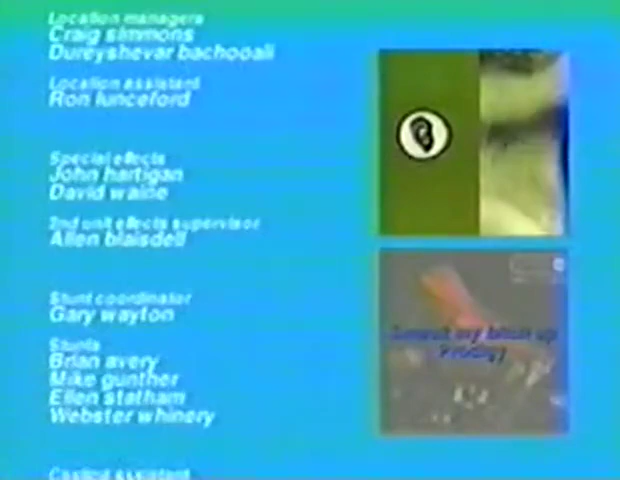 Location managers
Craig simmons
Dureyshevar bachooali
Location assistant
Ron lunceford
Special effects
John hartigan
David waine
2nd unit effects supervisor
Allen blaisdell
Stunt coordinator
Gary wayton
Stunts
Brian avery
Mike gunther
Ellen statham
Webster whinery
assistant
Smack my bitch up
Prodigy